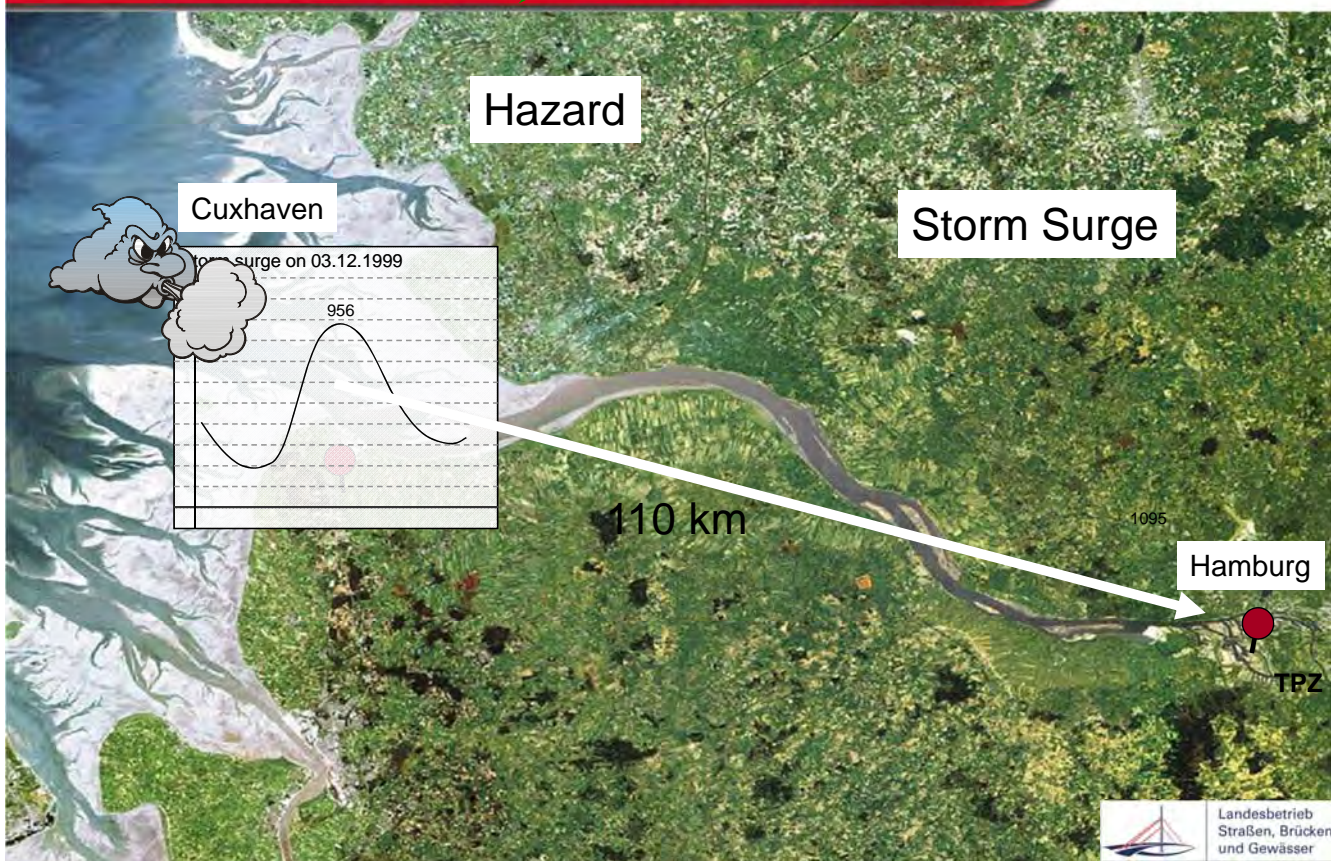 Hazard
Cuxhaven
Storm Surge
surge on 03.12.1999
956
110 km
1095
Hamburg
TPZ
Landesbetrieb
Straßen, Brücken
und Gewässer